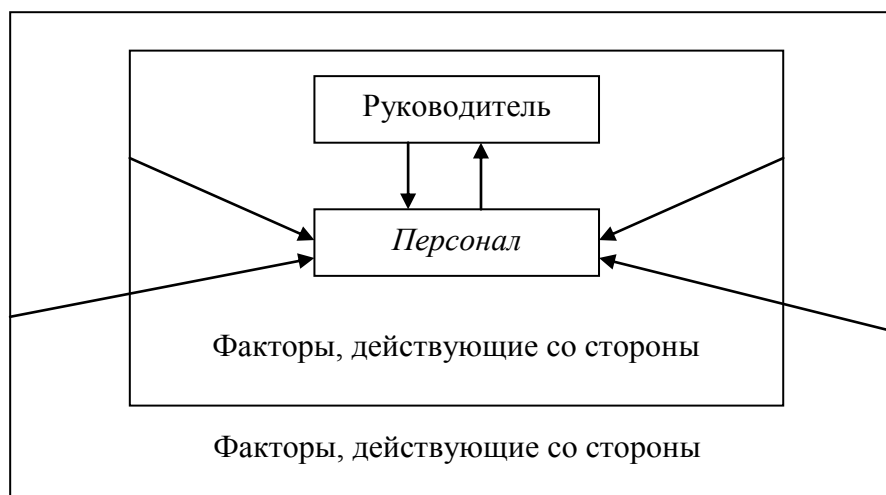 Руководитель
Персонал
Факторы, действующие со стороны
Факторы, действующие со стороны